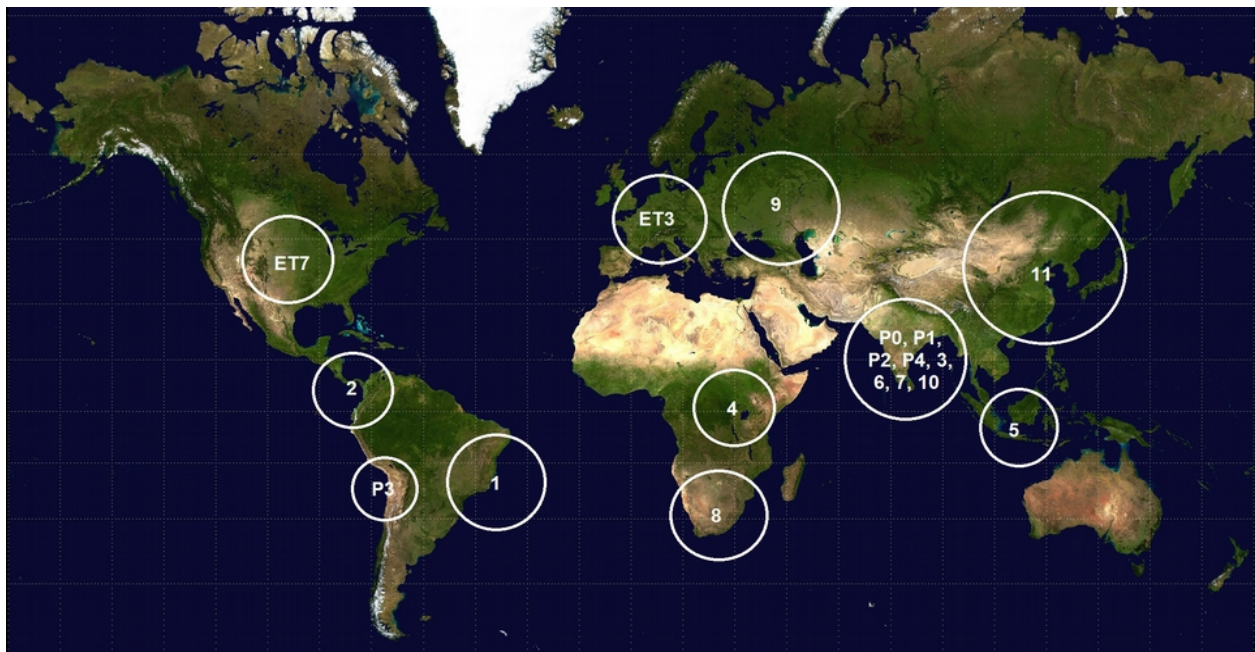 9
ET3
ET7
11
P0, P1,
P2, P4, 3,
6, 7, 10
2
4
5
P3
1
8